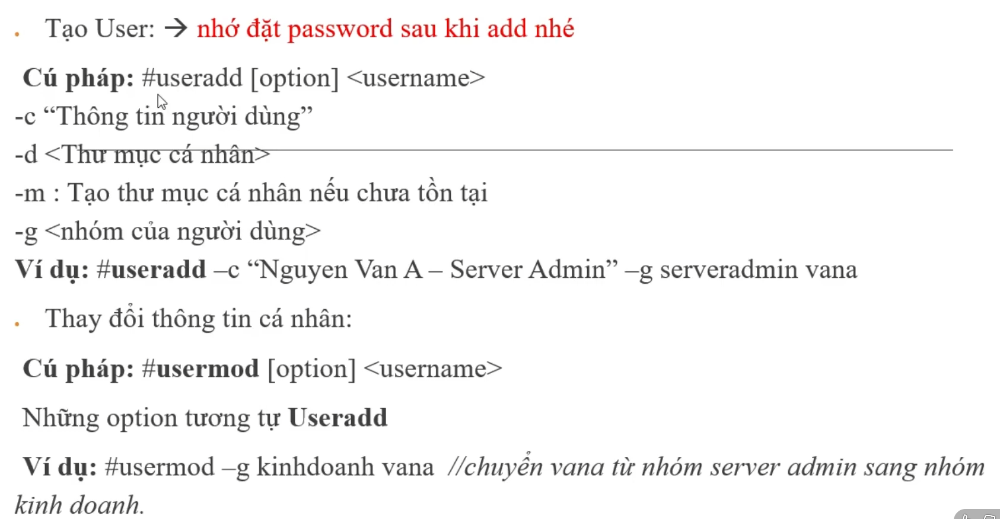 Tạo User: → nhớ đặt password sau khi add nhé
Cú pháp: #useradd [option] <username>
-c “Thông tin người dùng”
-d <Thư mục cá nhân>
-m : Tạo thư mục cá nhân nếu chưa tồn tại
-g <nhóm của người dùng>
Ví dụ: #useradd –c “Nguyen Van A – Server Admin” –g serveradmin vana
Thay đổi thông tin cá nhân:
Cú pháp: #usermod [option] <username>
Những option tương tự Useradd
Ví dụ: #usermod –g kinhdoanh vana //chuyển vana từ nhóm server admin sang nhóm
kinh doanh.